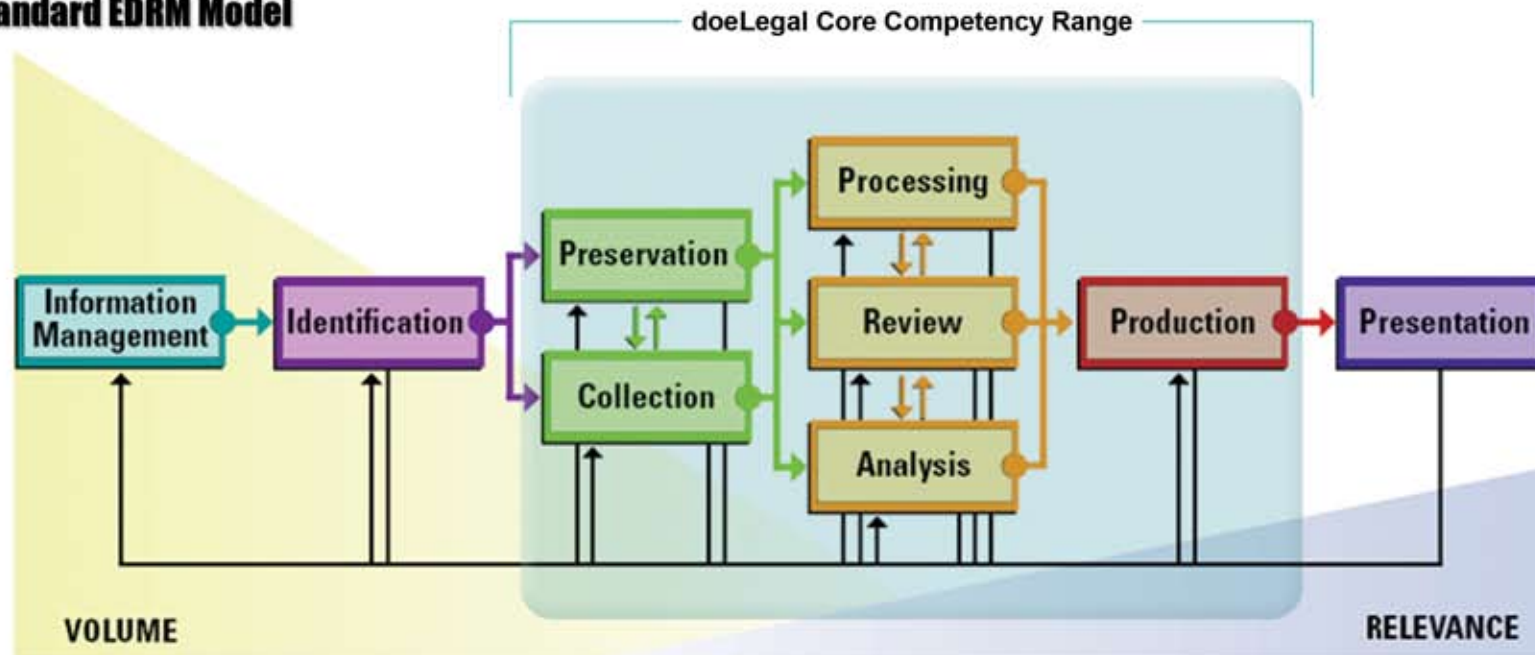 andard EDRM Model
doeLegal Core Competency Range
Processing
Preservation
Information
Management
Identification
Review
Production
Presentation
Collection
Analysis
VOLUME
RELEVANCE